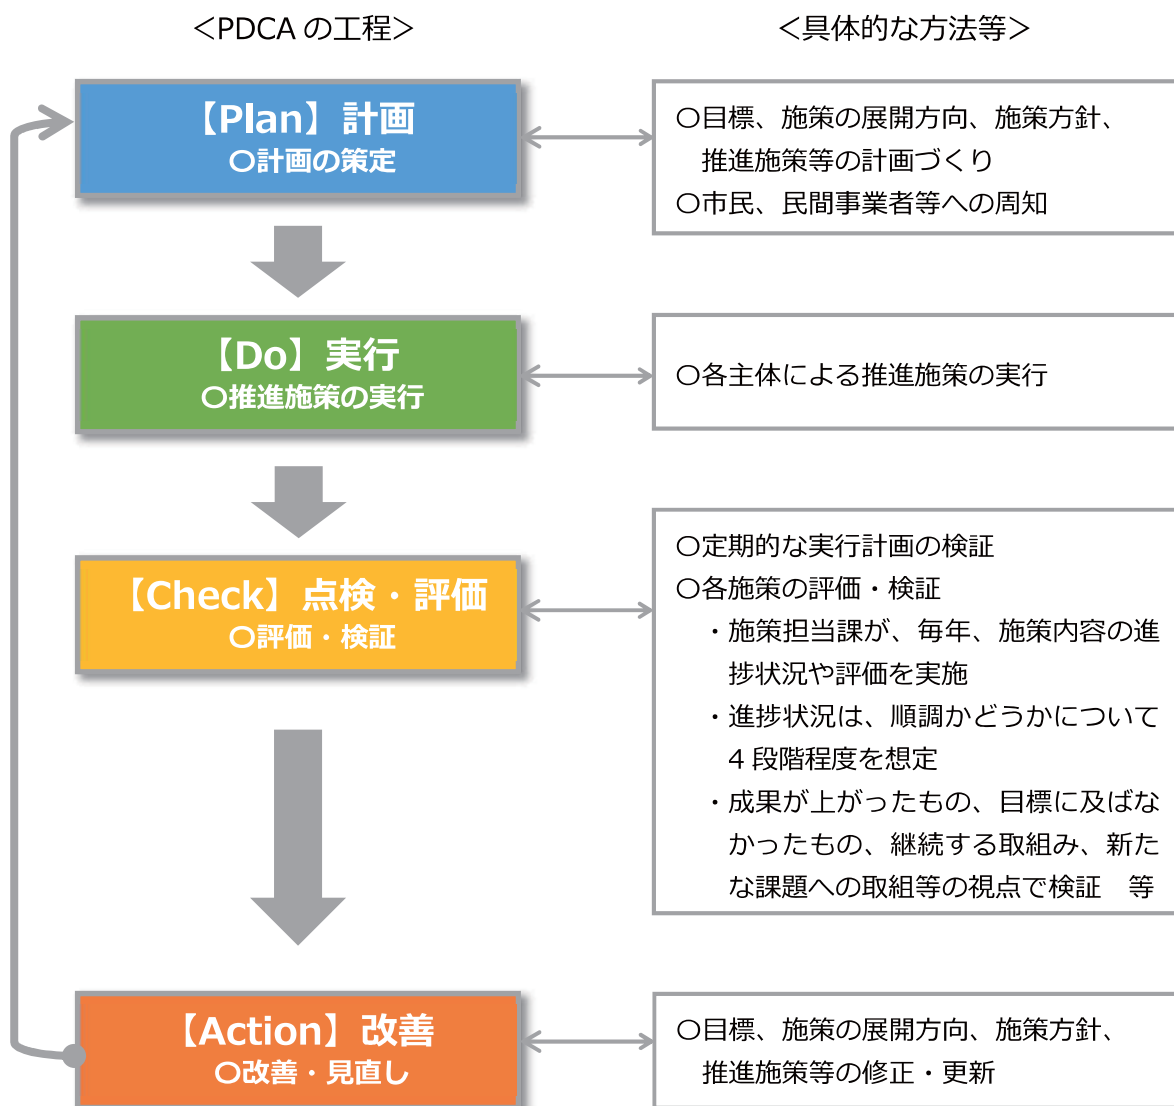 ＜PDCA の工程＞
＜具体的な方法等＞
【Plan】計画
〇計画の策定
〇目標、施策の展開方向、施策方針、
推進施策等の計画づくり
〇市民、民間事業者等への周知
【Do】実行
〇推進施策の実行
〇各主体による推進施策の実行
【Check】点検・評価
〇評価・検証
〇定期的な実行計画の検証
〇各施策の評価・検証
・施策担当課が、毎年、施策内容の進
捗状況や評価を実施
・進捗状況は、順調かどうかについて
4 段階程度を想定
・成果が上がったもの、目標に及ばな
かったもの、継続する取組み、新た
な課題への取組等の視点で検証　等
【Action】改善
〇改善・見直し
〇目標、施策の展開方向、施策方針、
推進施策等の修正・更新